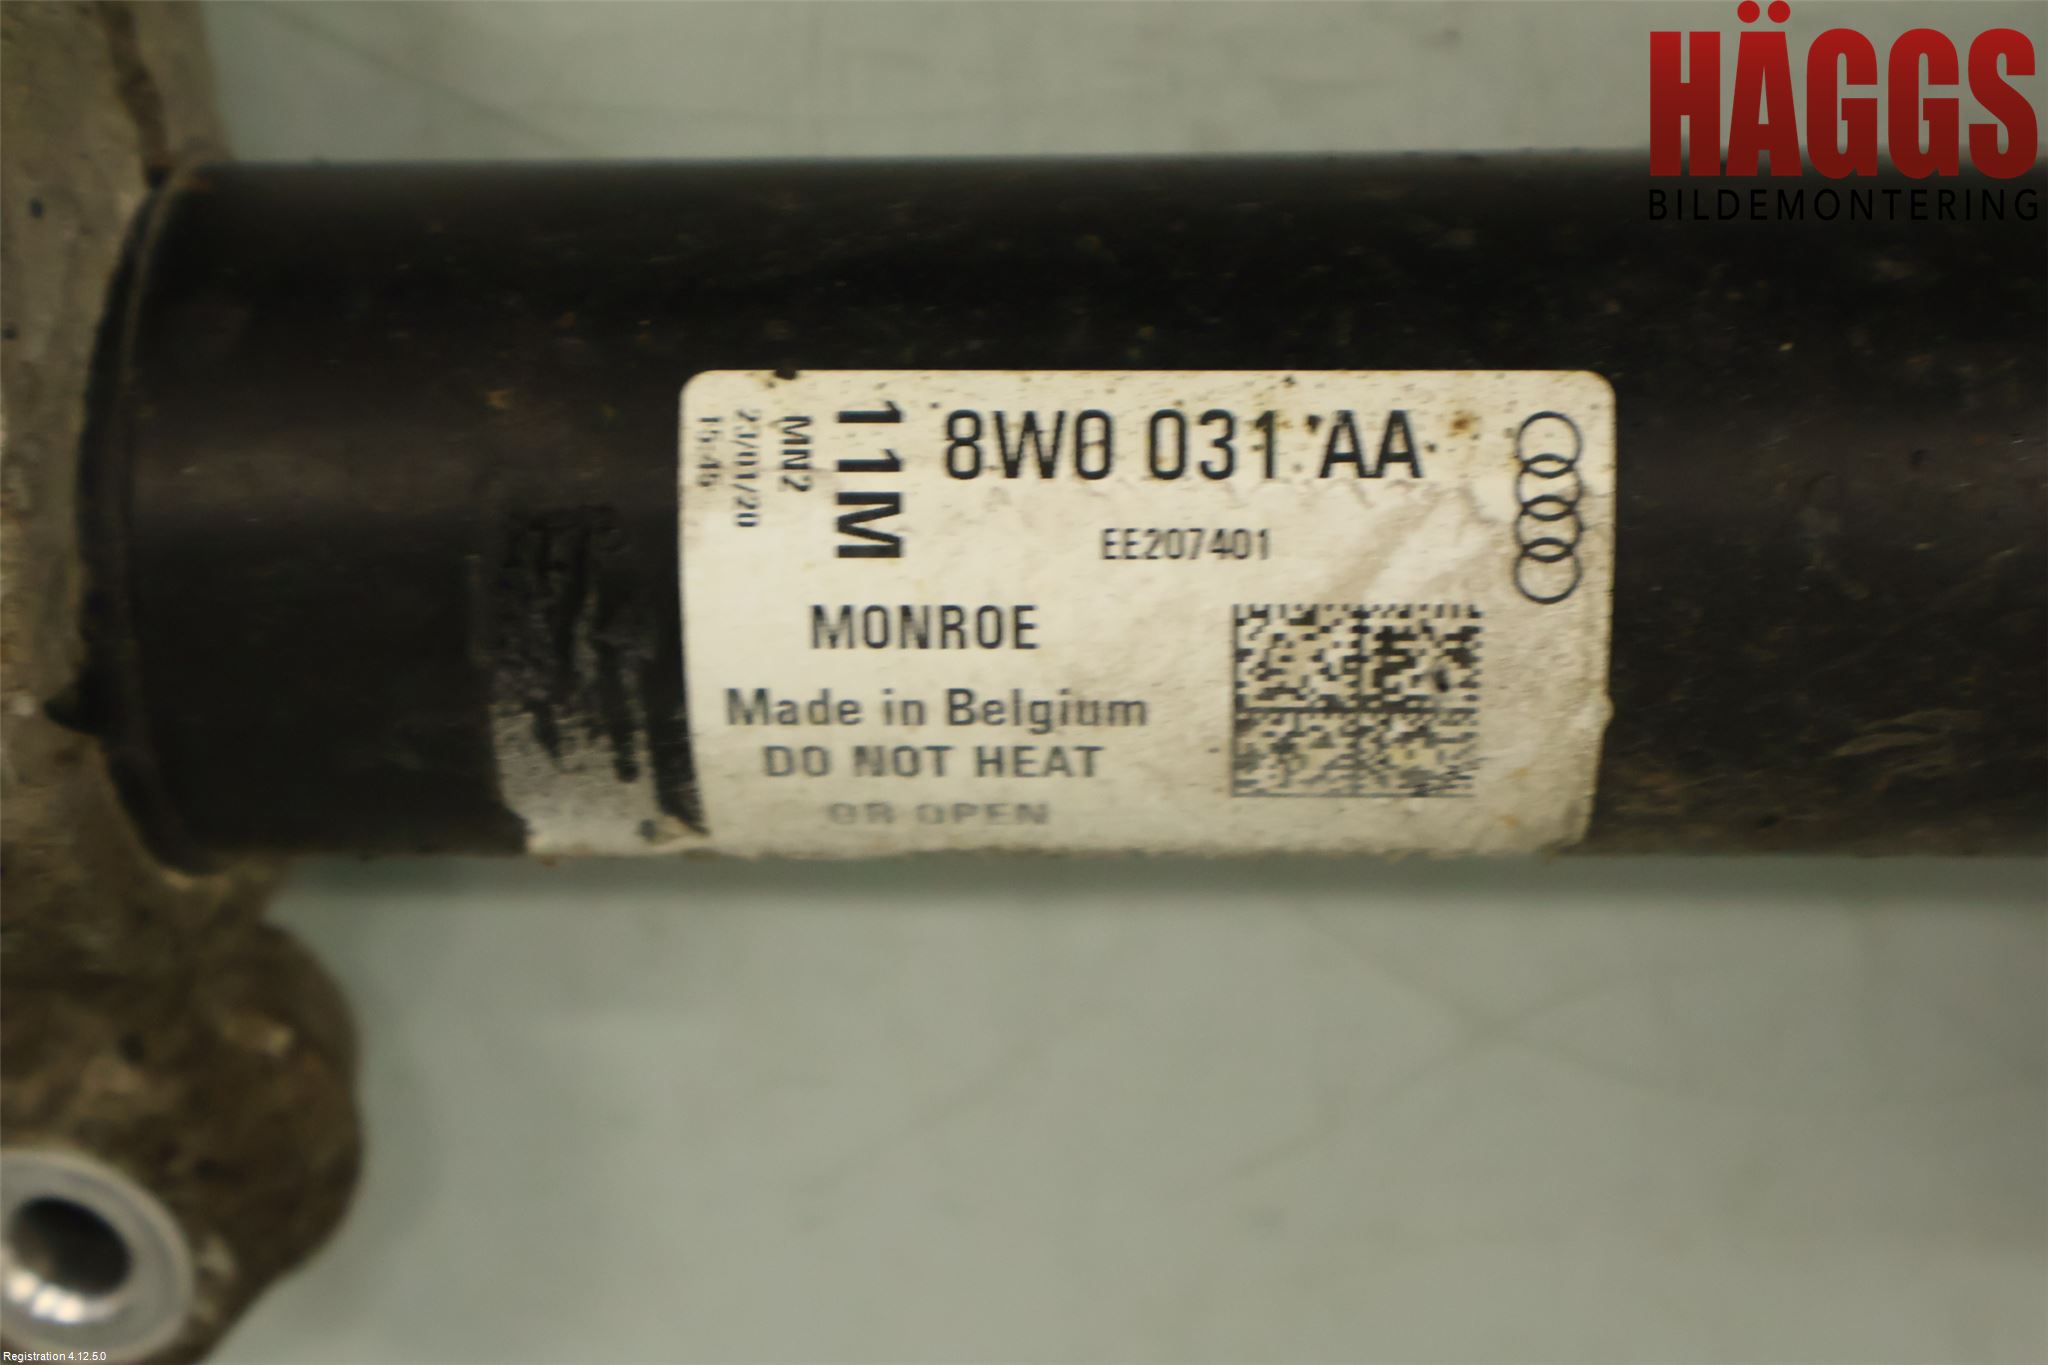 HÄGGS
BILDEMONTERING
8W0 031 AA
11M
MN2
EE207401
MONROE
Made in Belgium
DO NOT HEAT
OR OPEN
Registration 4.12.5.0